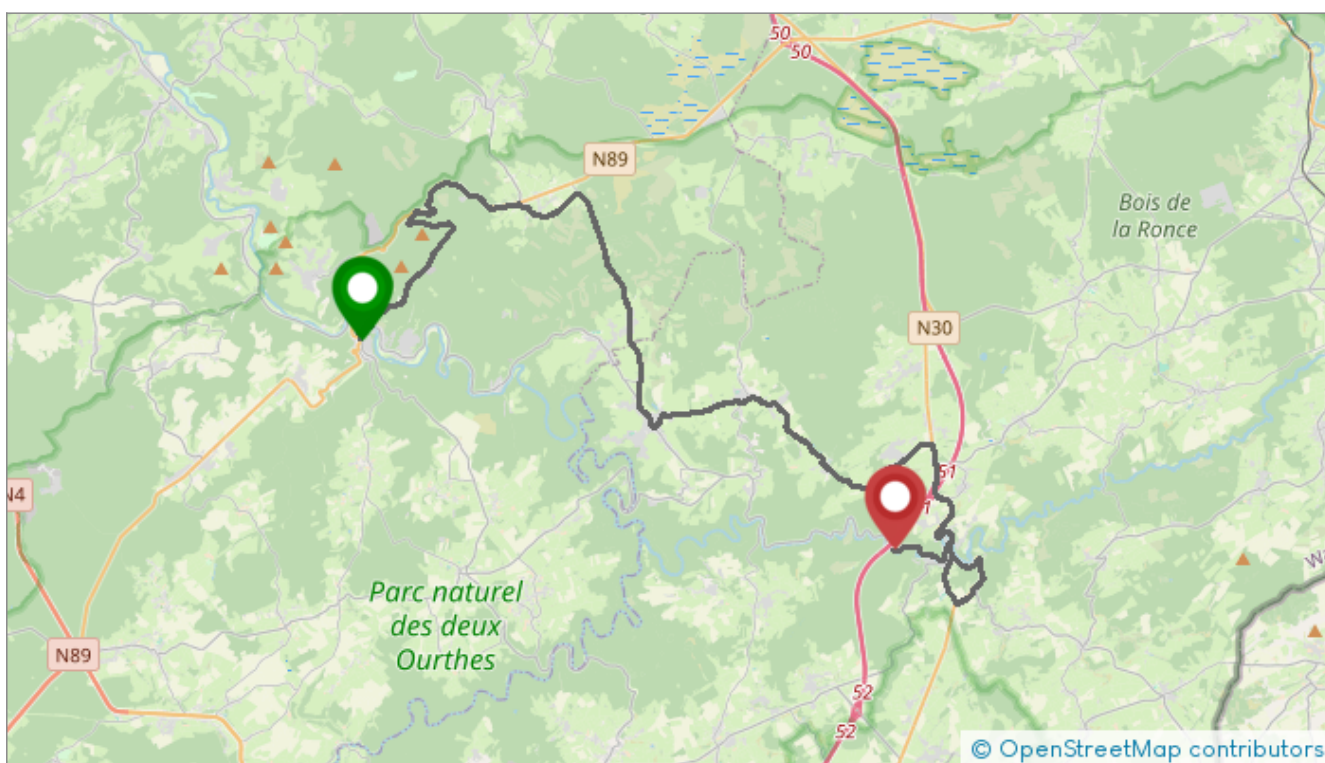 50
50
N89
Bois de
la Ronce
N30
N4
51
1
Parc naturel
des deux
Ourthes
N89
52
52
© OpenStreetMap contributors